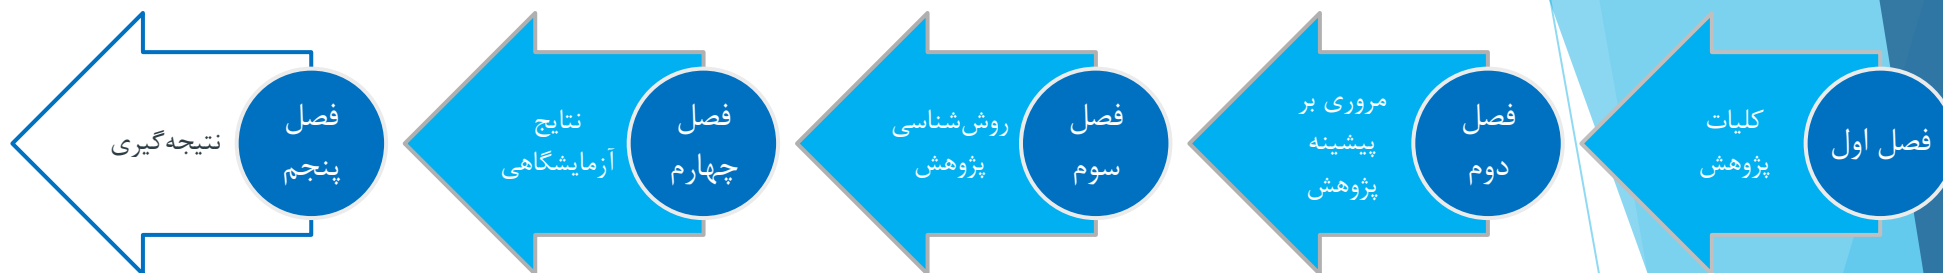 فصل اول
کلیات
پژوهش
فصل
دوم
مروری بر
پیشینه
پژوهش
فصل
سوم
روش‌شناسی
پژوهش
فصل
چهارم
نتایج
آزمایشگاهی
فصل
پنجم
نتیجه‌گیری